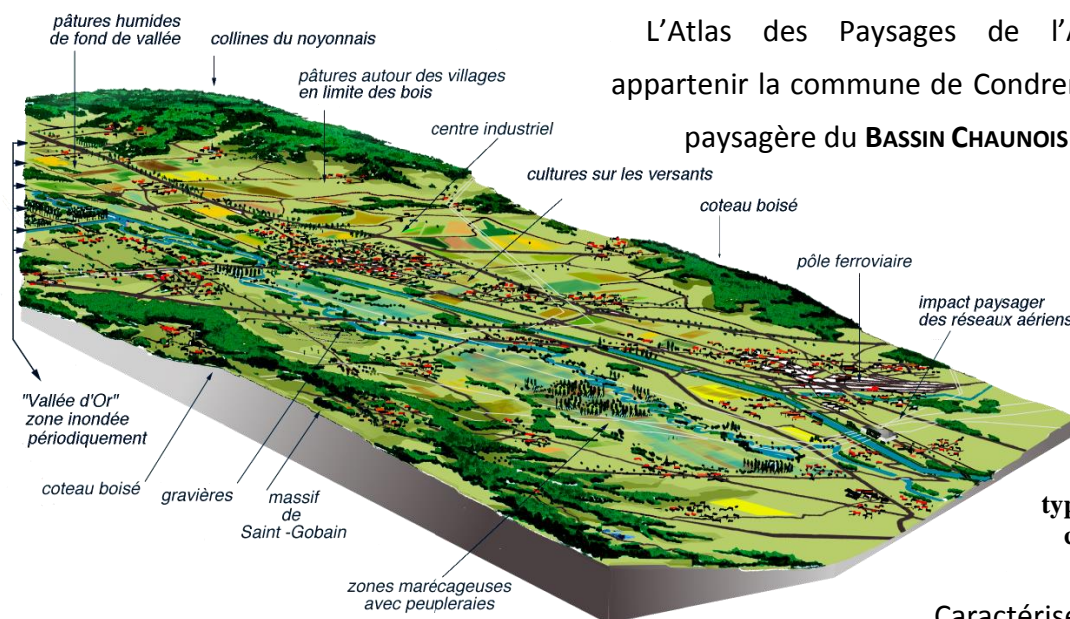 L'Atlas des Paysages de l'A
appartenir la commune de Condren
paysagère du BASSIN CHAUNOIS
pâtures humides
de fond de vallée
collines du noyonnais
pâtures autour des villages
en limite des bois
centre industriel
cultures sur les versants
coteau boisé
pôle ferroviaire
impact paysager
des réseaux aériens
"Vallée d'Or"
zone inondée
périodiquement
coteau boisé
gravières
massif
de
Saint -Gobain
zones marécageuses
avec peupleraies
typ
Caractérise